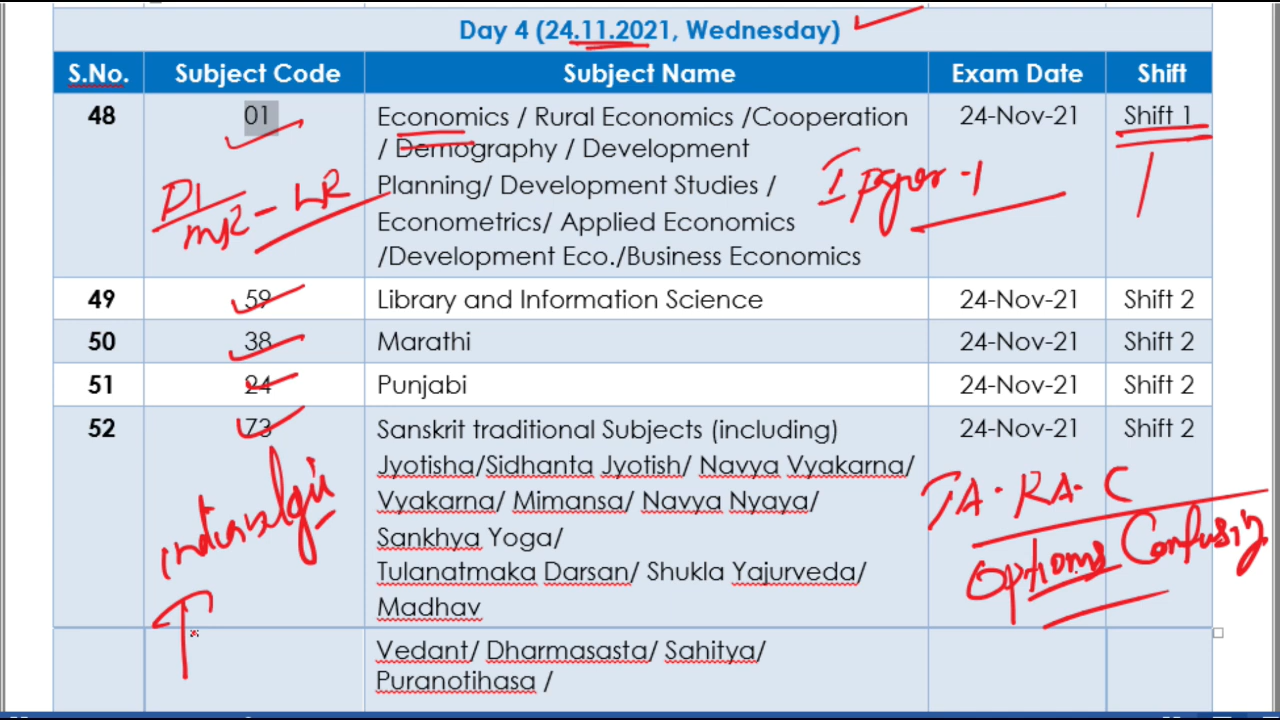 Day 4 (24.11.2021, Wednesday)
S.No. Subject Code Subject Name Exam Date Shift
48 01 Economics / Rural Economics /Cooperation 24-Nov-21 Shift 1
/ Demography / Development
Planning/ Development Studies /
DI LR I paper -1
Econometrics/ Applied Economics
/Development Eco./Business Economics
49 59 Library and Information Science 24-Nov-21 Shift 2
50 38 Marathi 24-Nov-21 Shift 2
51 24 Punjabi 24-Nov-21 Shift 2
52 73 Sanskrit traditional Subjects (including) 24-Nov-21 Shift 2
Jyotisha/Sidhanta Jyotish/ Navya Vyakarna/
Vyakarna/ Mimansa/ Navya Nyaya/
TA. RA. C
Sankhya Yoga/
Options Confusing
Tulanatmaka Darsan/ Shukla Yajurveda/
Madhav
Vedant/ Dharmasasta/ Sahitya/
Puranotihasa /